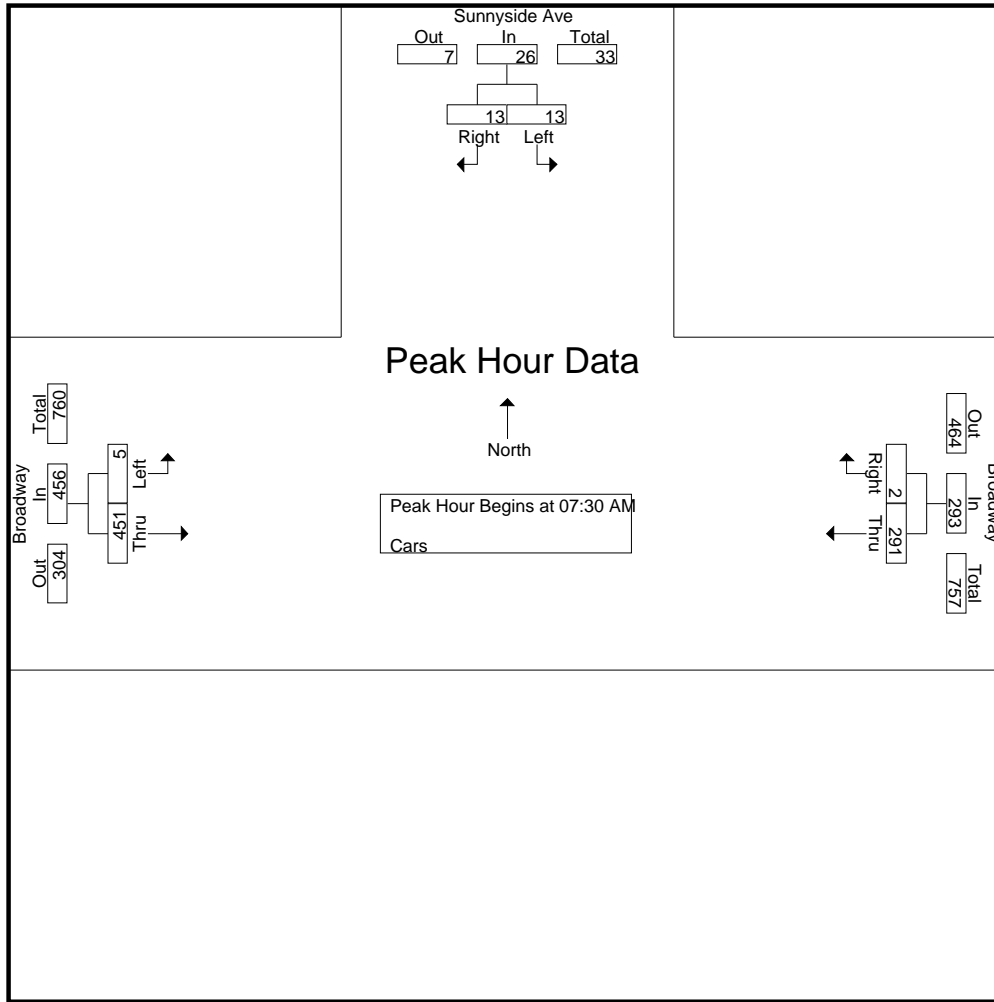 Sunnyside Ave
Out In Total
7 26 33
13 13
Right Left
Peak Hour Data
North
Peak Hour Begins at 07:30 AM
Cars
Broadway
Out In Total
304 456 760
Thru Left
451 5
Broadway
Out In Total
464 293 757
Right Thru
2 291